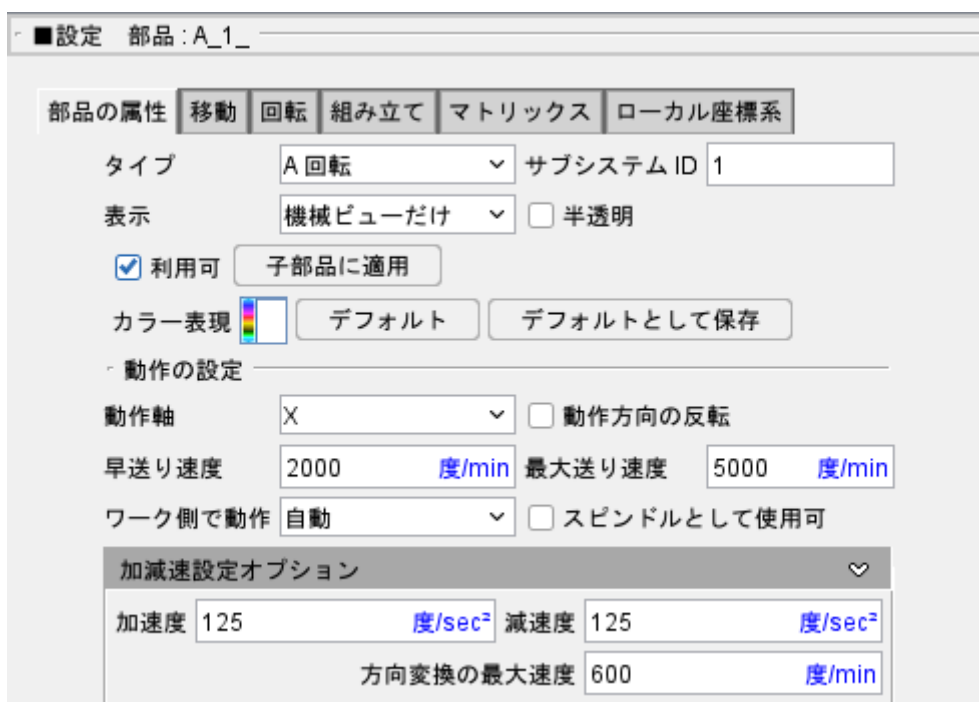 ■設定 部品 : A_1_
部品の属性 移動 回転 組み立て マトリックス ローカル座標系
タイプ A 回転 サブシステム ID 1
表示 機械ビューだけ 半透明
利用可 子部品に適用
カラー表現 デフォルト デフォルトとして保存
動作の設定
動作軸 X 動作方向の反転
早送り速度 2000 度/min 最大送り速度 5000 度/min
ワーク側で動作 自動 スピンドルとして使用可
加減速設定オプション
加速度 125 度/sec² 減速度 125 度/sec²
方向変換の最大速度 600 度/min